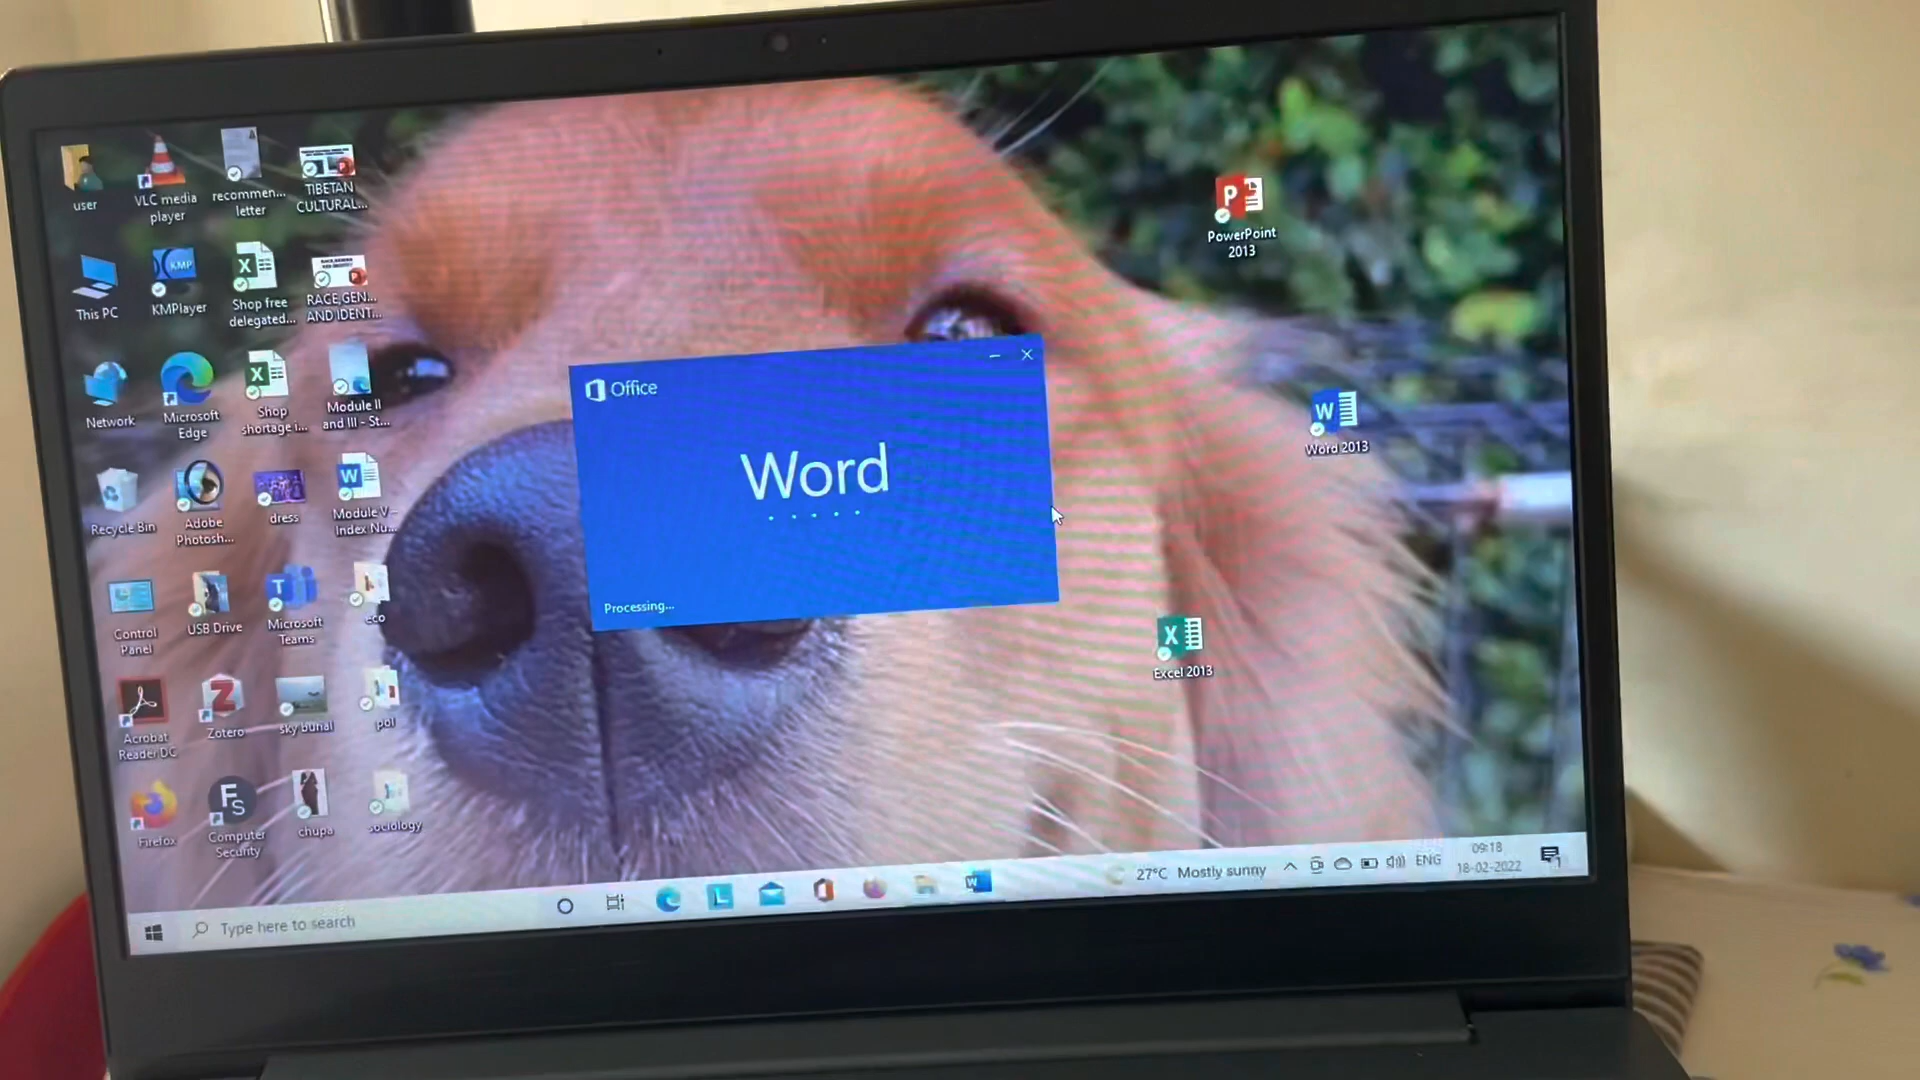 user
VLC media
player
recommen...
letter
TIBETAN
CULTURAL...
This PC
KMP
KMPlayer
Shop free
delegated...
RACE,GEN...
AND IDENT...
Network
Microsoft
Edge
Shop
shortage i...
Module II
and III - St...
Recycle Bin
Adobe
Photosh...
dress
Module V -
Index Nu...
Control
Panel
USB Drive
Microsoft
Teams
eco
Acrobat
Reader DC
Zotero
sky burial
pol
Firefox
FS
Computer
Security
chupa
sociology
Office
Word
Processing...
PowerPoint
2013
Word 2013
Excel 2013
Type here to search
27°C Mostly sunny
ENG
09:18
18-02-2022
1